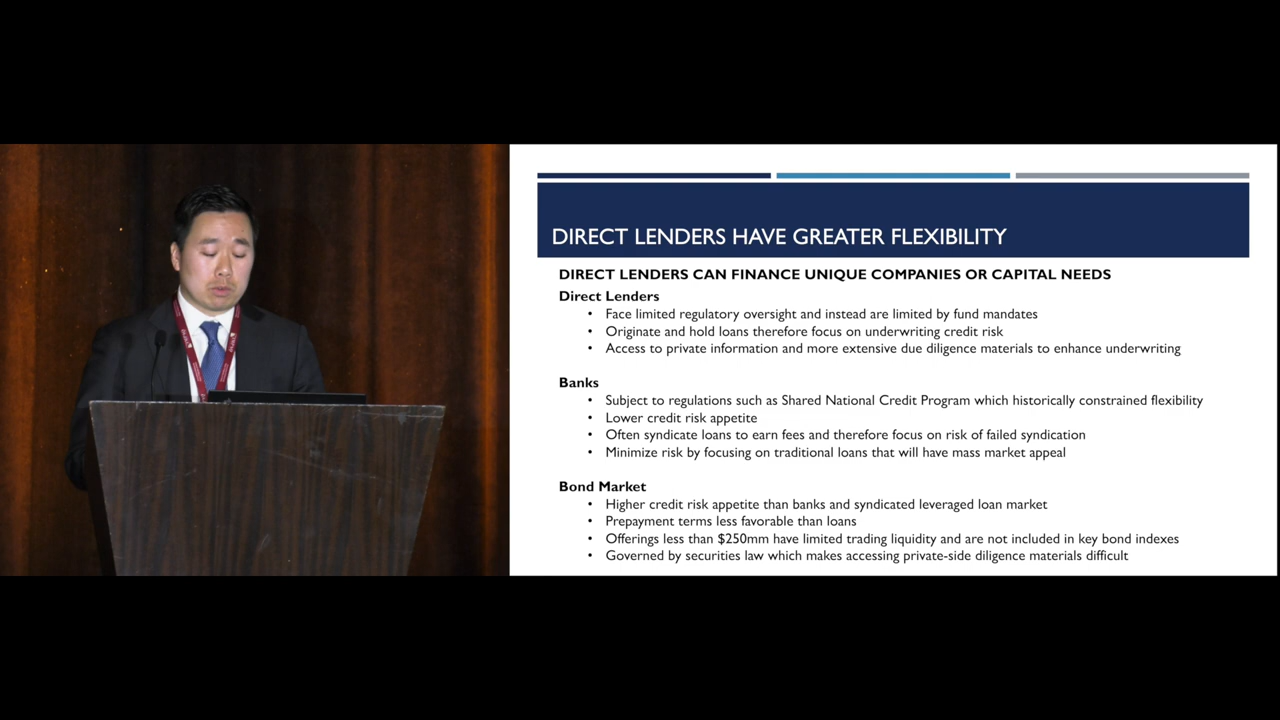 DIRECT LENDERS HAVE GREATER FLEXIBILITY
DIRECT LENDERS CAN FINANCE UNIQUE COMPANIES OR CAPITAL NEEDS
Direct Lenders
• Face limited regulatory oversight and instead are limited by fund mandates
• Originate and hold loans therefore focus on underwriting credit risk
• Access to private information and more extensive due diligence materials to enhance underwriting
Banks
• Subject to regulations such as Shared National Credit Program which historically constrained flexibility
• Lower credit risk appetite
• Often syndicate loans to earn fees and therefore focus on risk of failed syndication
• Minimize risk by focusing on traditional loans that will have mass market appeal
Bond Market
• Higher credit risk appetite than banks and syndicated leveraged loan market
• Prepayment terms less favorable than loans
• Offerings less than $250mm have limited trading liquidity and are not included in key bond indexes
• Governed by securities law which makes accessing private-side diligence materials difficult